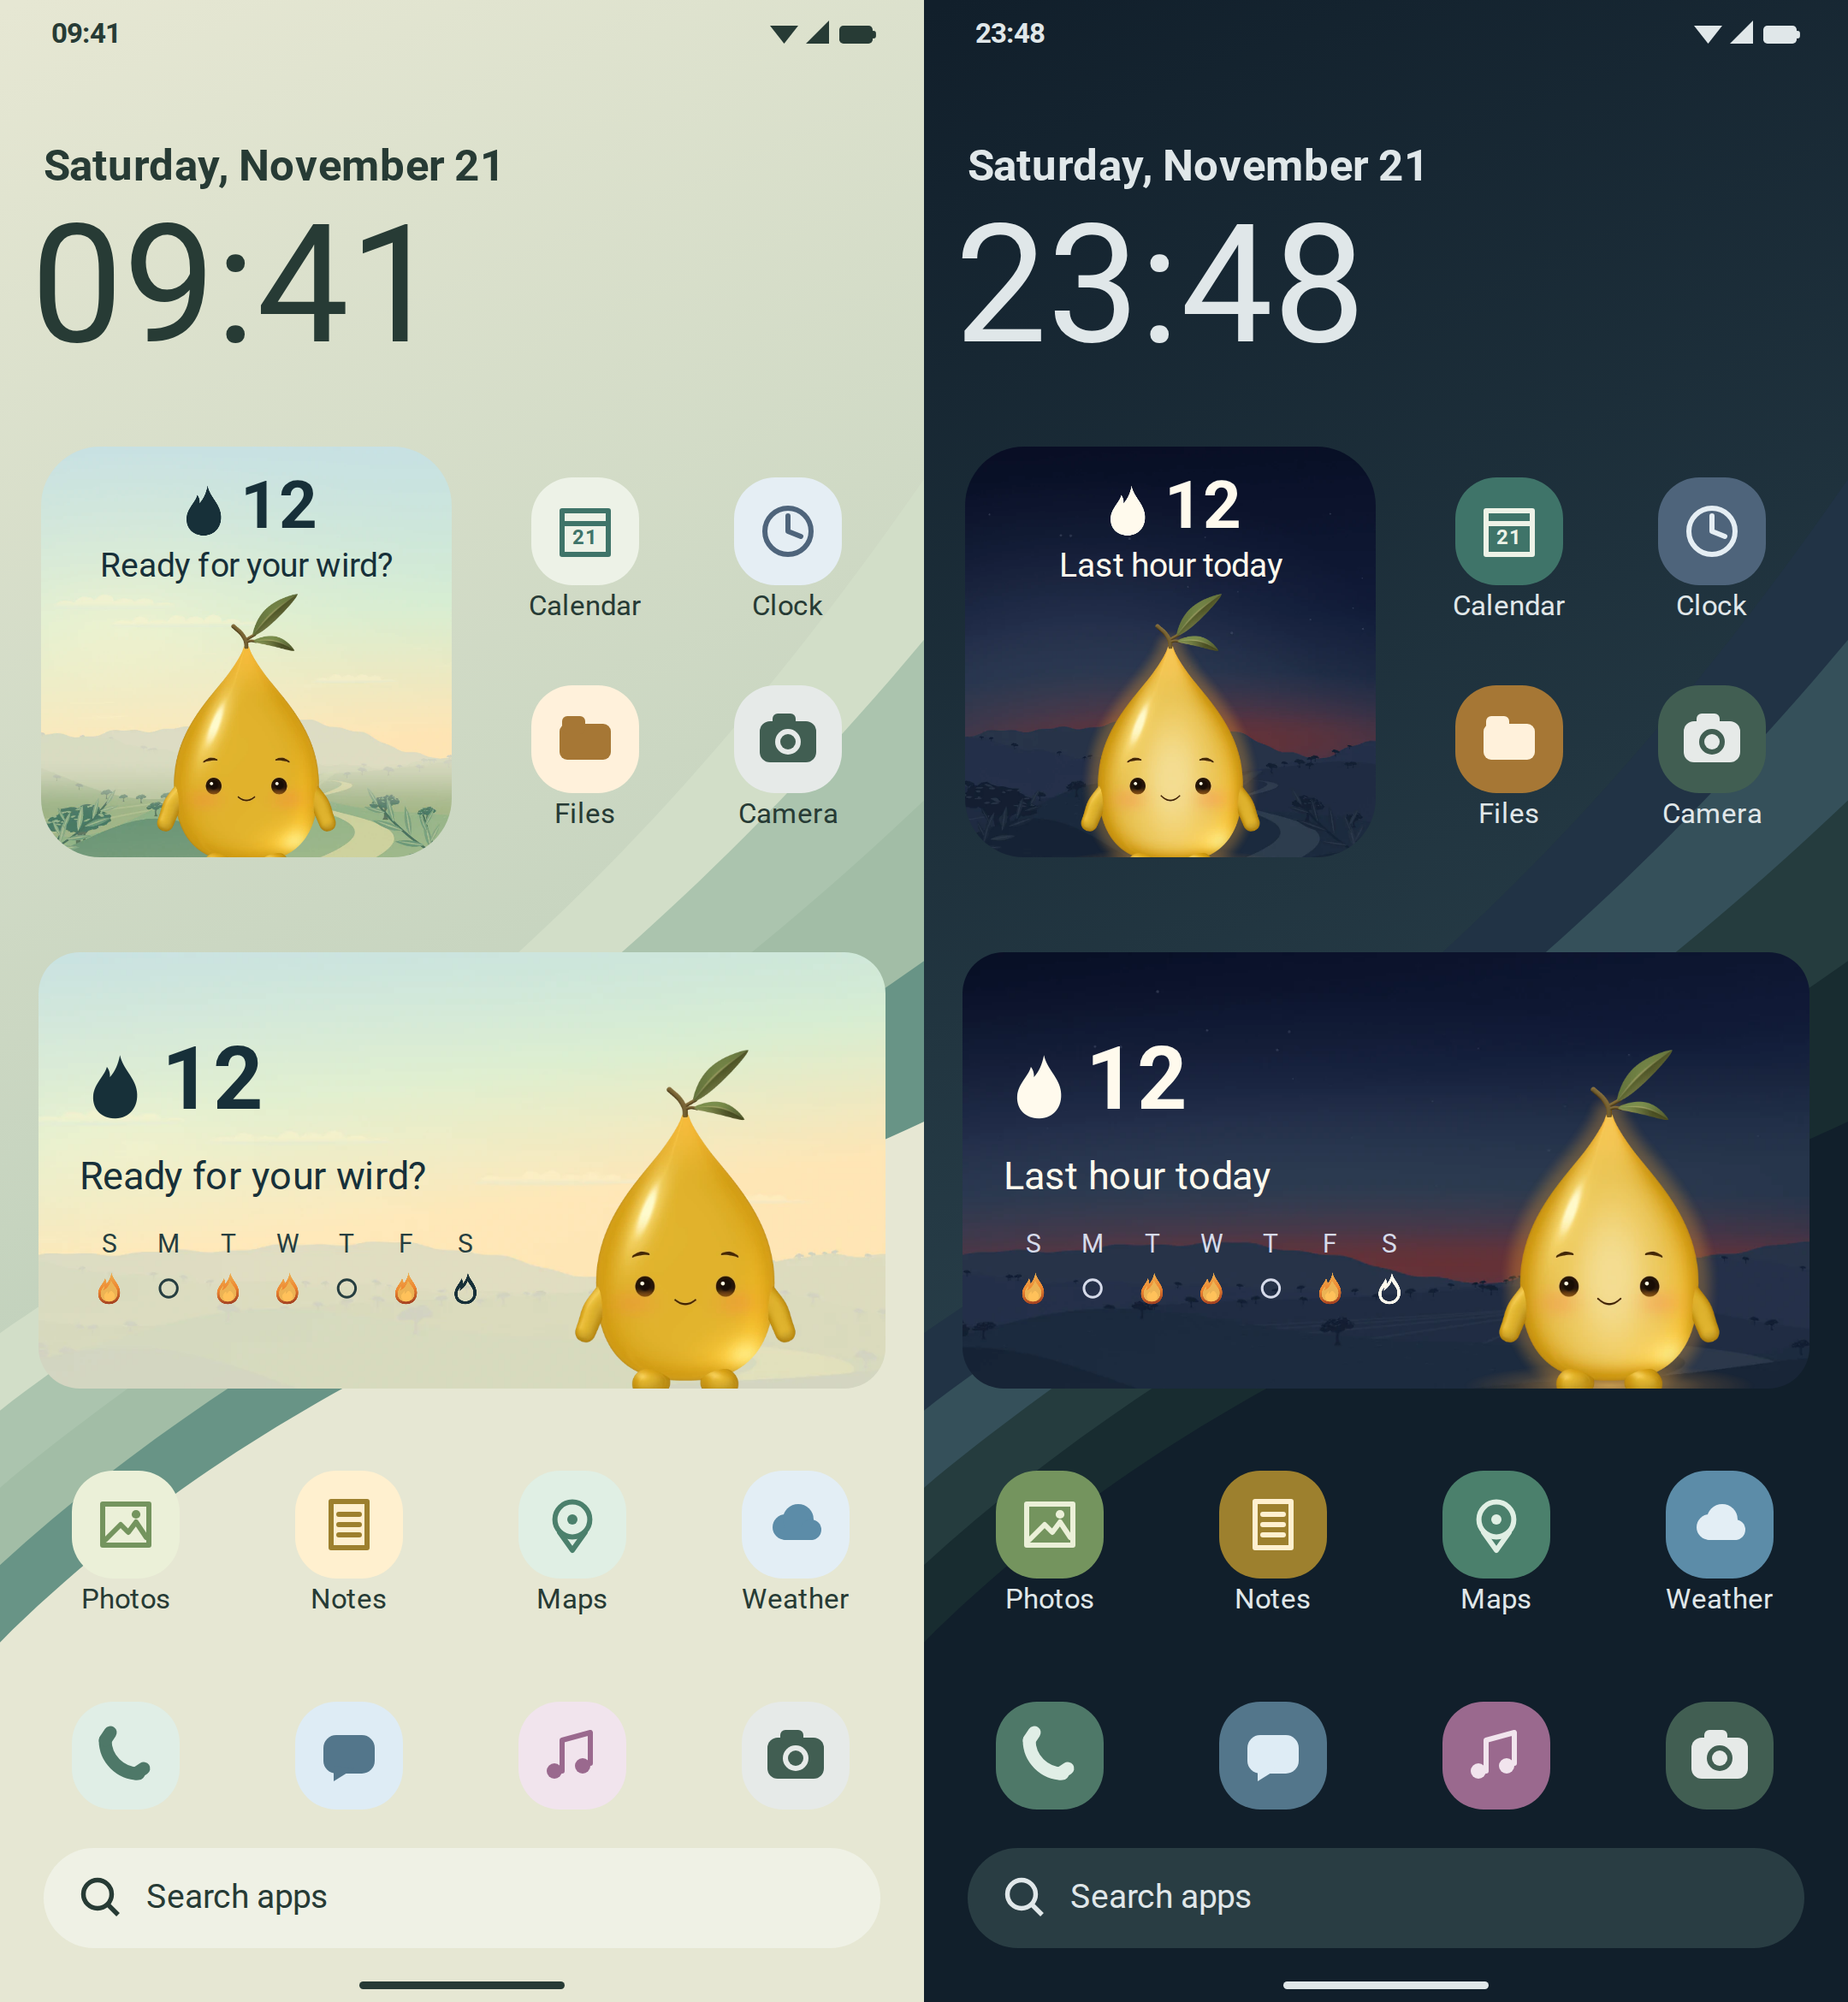 09:41
Saturday, November 21
09:41
12
Ready for your wird?
21
Calendar
Clock
Files
Camera
12
Ready for your wird?
S M T W T F S
Photos
Notes
Maps
Weather
Search apps
23:48
Saturday, November 21
23:48
12
Last hour today
21
Calendar
Clock
Files
Camera
12
Last hour today
S M T W T F S
Photos
Notes
Maps
Weather
Search apps